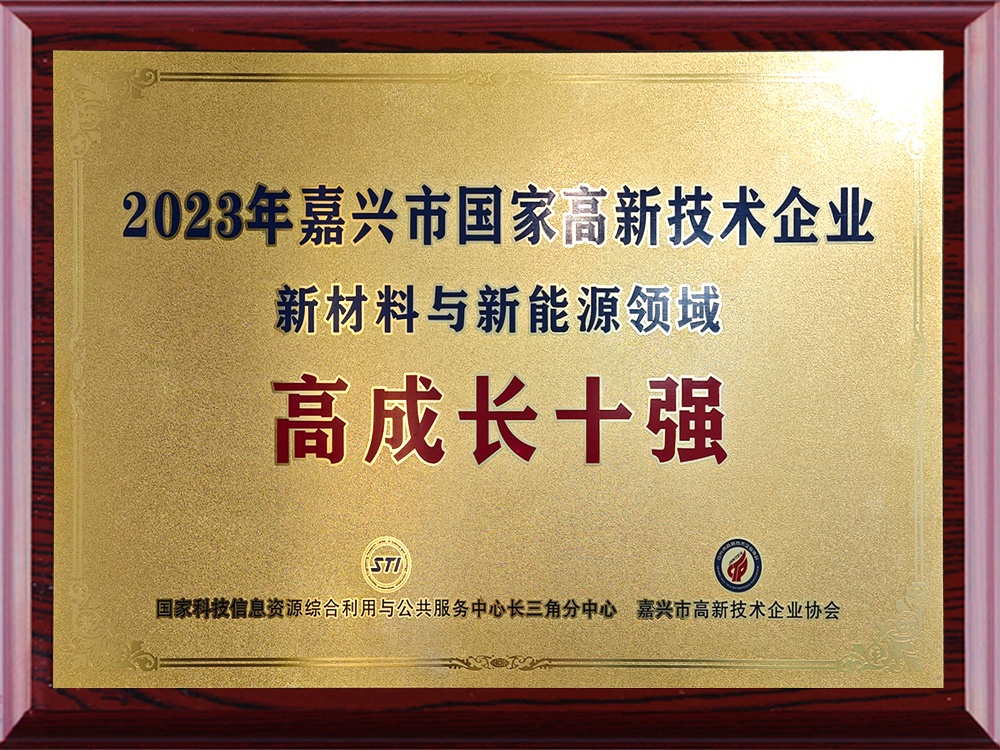 2023年嘉兴市国家高新技术企业
新材料与新能源领域
高成长十强
STI
国家科技信息资源综合利用与公共服务中心长三角分中心 嘉兴市高新技术企业协会